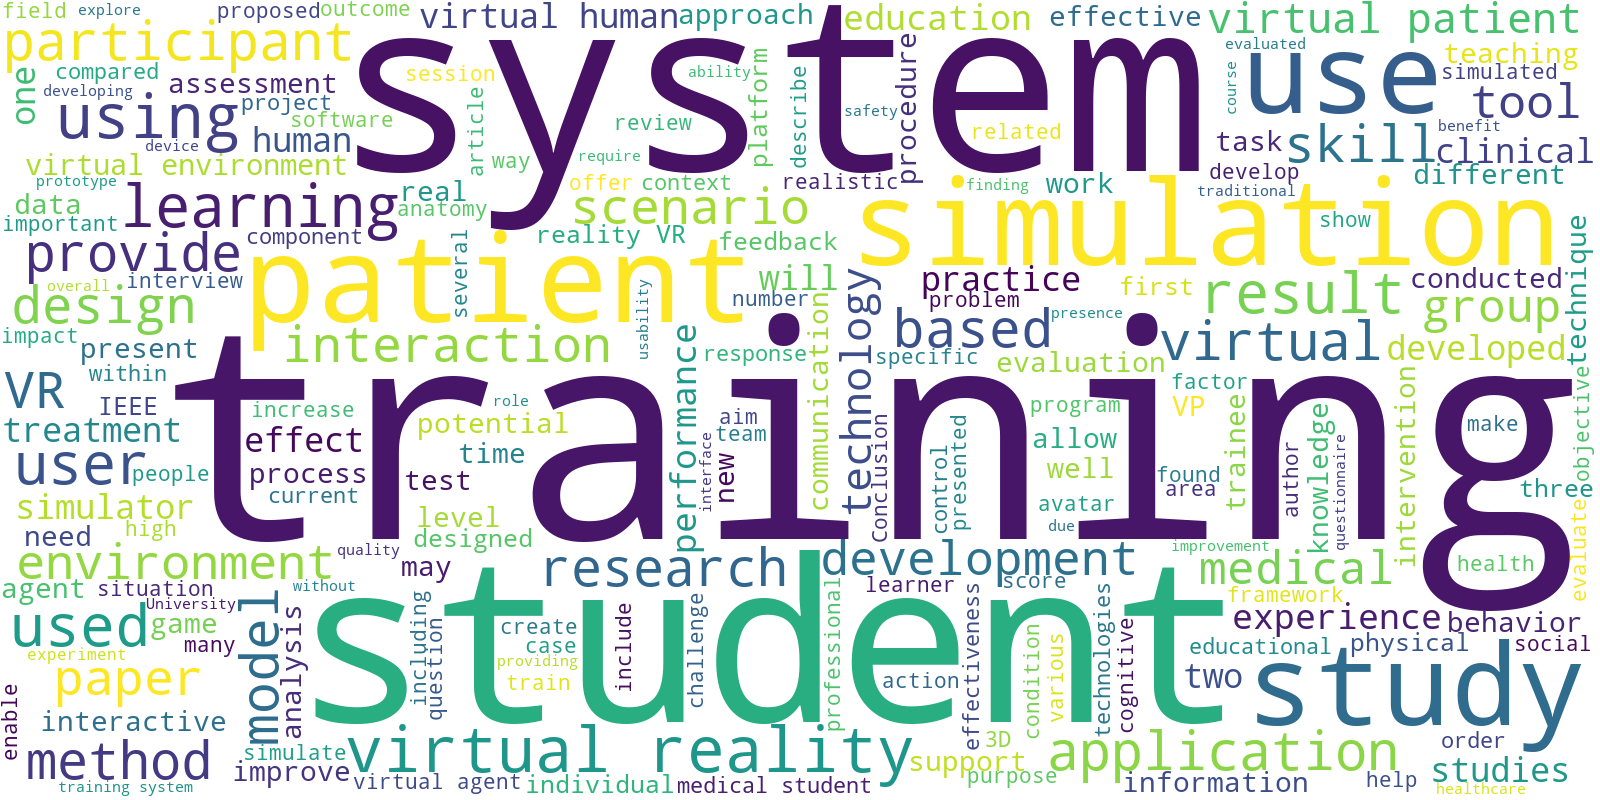 field
explore
proposed
outcome
virtual human
approach
education
effective
virtual patient
participant
system
compared
developing
assessment
session
ability
evaluated
teaching
one
using
project
software
device
human
article
review
platform
describe
safety
procedure
related
course
use
simulated
tool
task
benefit
skill
clinical
virtual environment
way
require
prototype
data
important
learning
real
anatomy
offer
context
realistic
scenario
finding
work
develop
traditional
different
simulation
show
provide
component
interview
overall
several
reality VR
feedback
patient
will
number
practice
problem
first
result
conducted
group
technique
design
impact
present
within
interaction
usability
performance
response
communication
technology
based
specific
presence
evaluation
virtual
developed
VR
IEEE
treatment
training
increase
effect
potential
role
aim
team
interface
new
conclusion
control
presented
program
allow
well
avatar
due
factor
VP
found
area
trainee
author
knowledge
questionnaire
intervention
make
objective
three
user
people
process
current
time
test
simulator
need
high
level
designed
environment
quality
may
research
development
improvement
medical
health
evaluate
agent
situation
University
without
student
learner
score
framework
experience
behavior
used
game
many
model
analysis
including
question
create
case
providing
train
include
challenge
professional
action
effectiveness
condition
various
technologies
cognitive
educational
physical
social
two
study
experiment
paper
interactive
enable
method
simulate
improve
training system
virtual reality
virtual agent
individual
medical student
support
3D
purpose
application
information
order
help
studies
healthcare